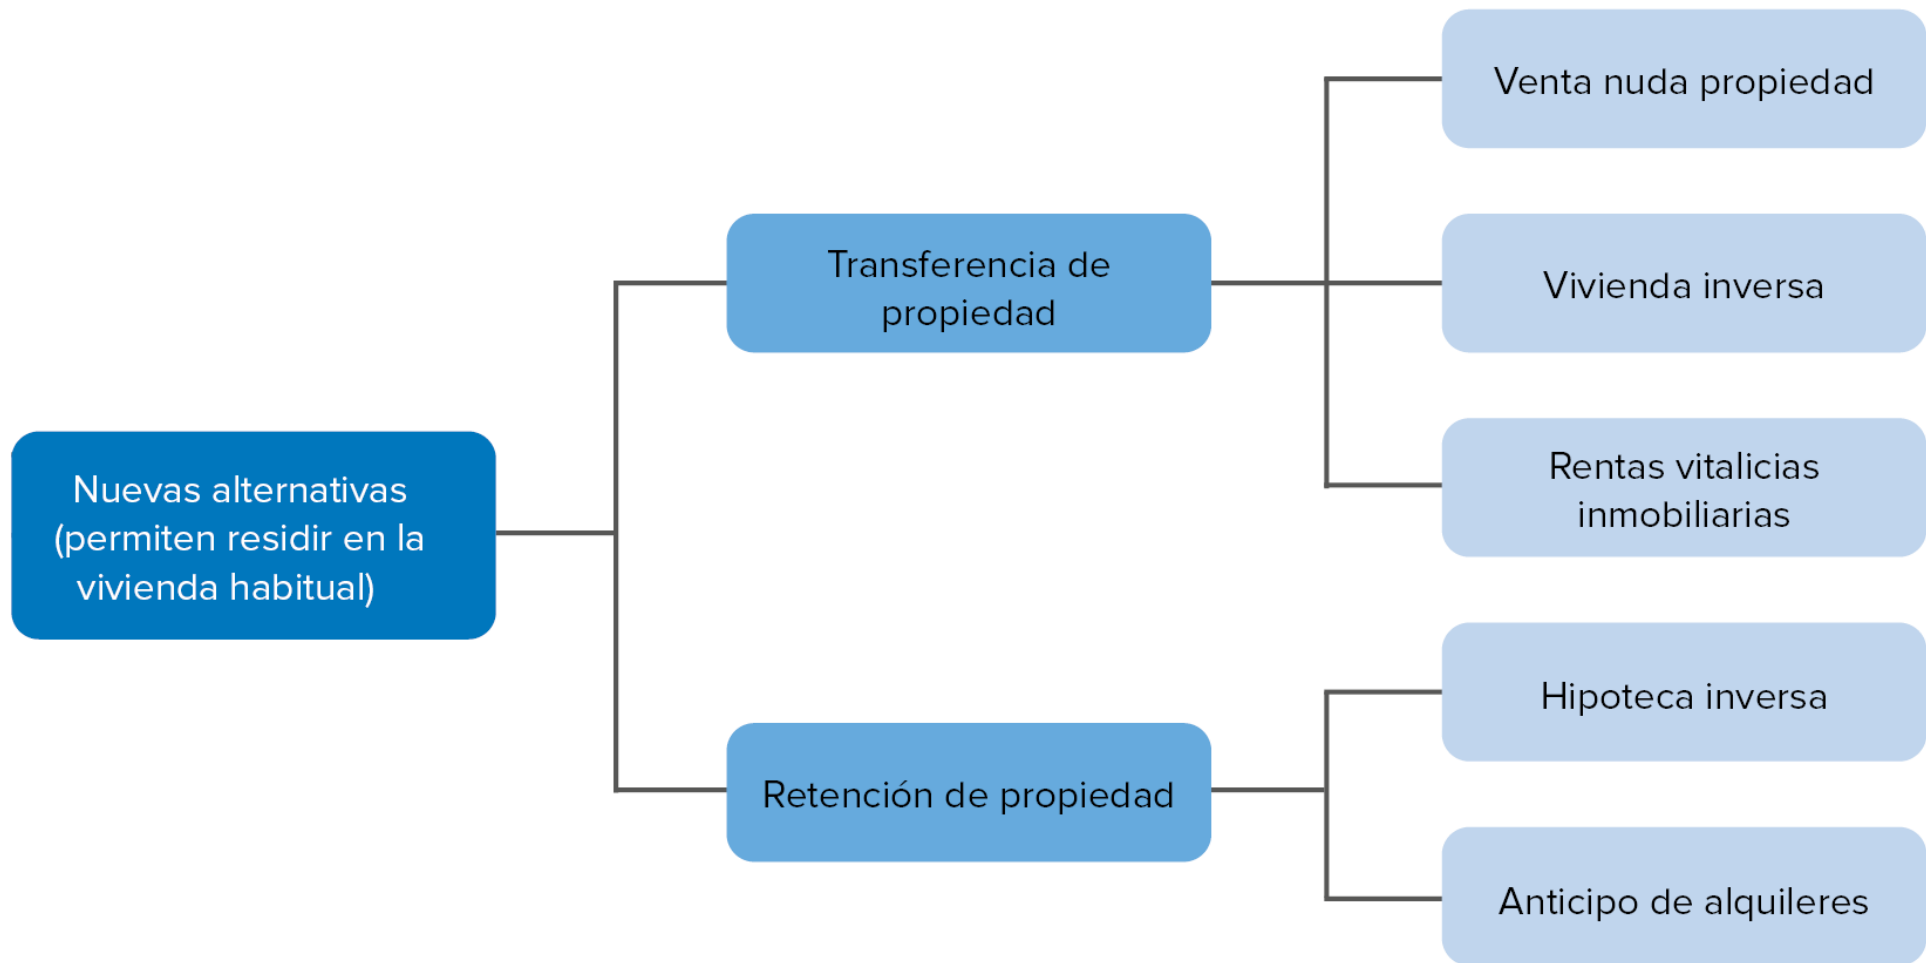 Nuevas alternativas
(permiten residir en la
vivienda habitual)
Transferencia de
propiedad
Venta nuda propiedad
Vivienda inversa
Rentas vitalicias
inmobiliarias
Retención de propiedad
Hipoteca inversa
Anticipo de alquileres